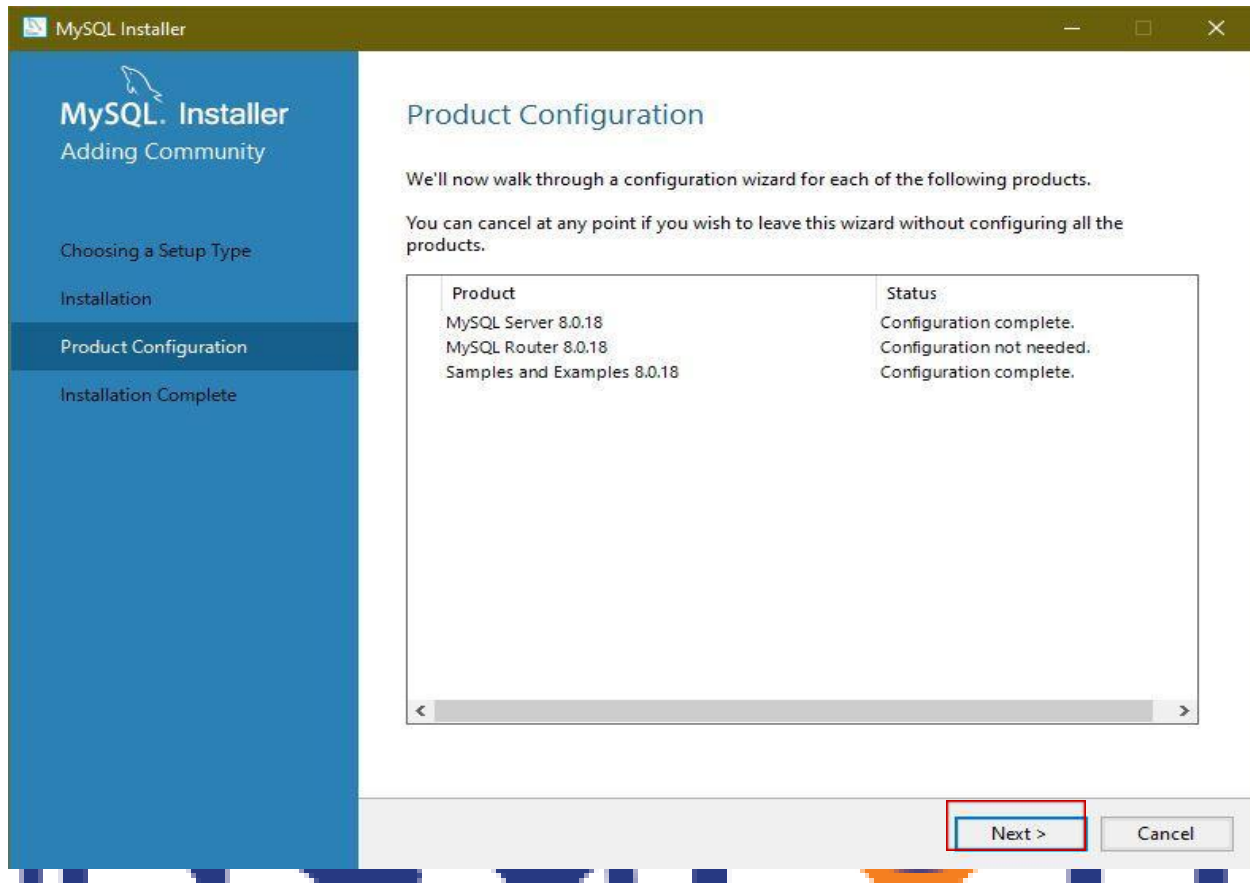 MySQL Installer
MySQL. Installer
Adding Community
Choosing a Setup Type
Installation
Product Configuration
Installation Complete
Product Configuration
We'll now walk through a configuration wizard for each of the following products.
You can cancel at any point if you wish to leave this wizard without configuring all the
products.
Product Status
MySQL Server 8.0.18 Configuration complete.
MySQL Router 8.0.18 Configuration not needed.
Samples and Examples 8.0.18 Configuration complete.
Next > Cancel